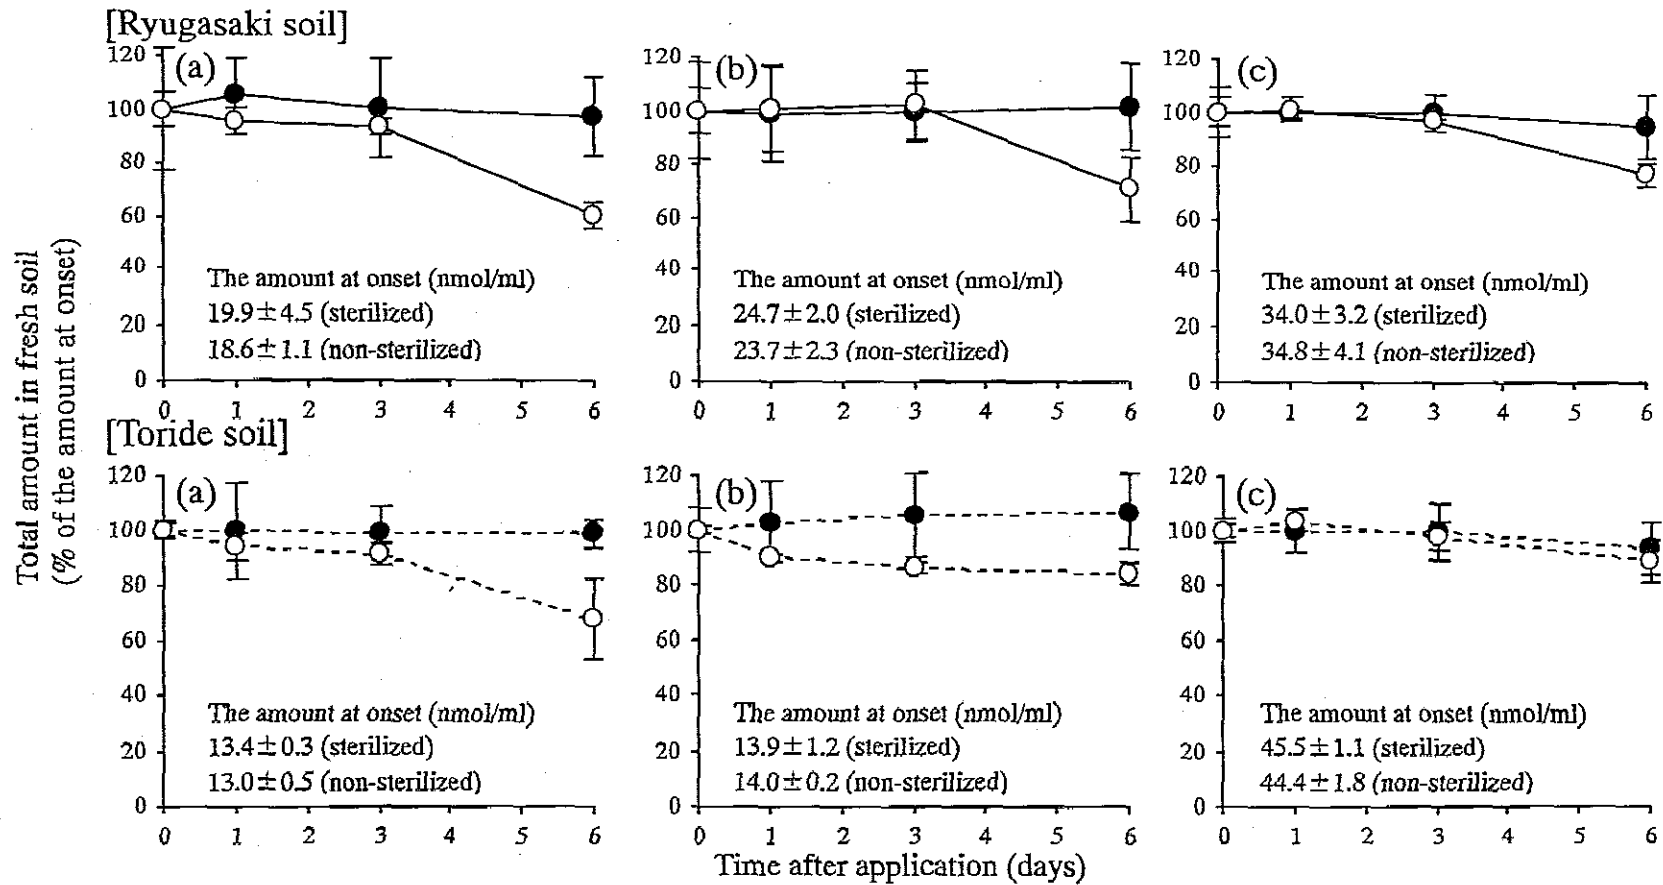 [Ryugasaki soil]
(a)
120
100
80
60
40
20
0
The amount at onset (nmol/ml)
19.9±4.5 (sterilized)
18.6±1.1 (non-sterilized)
0 1 2 3 4 5 6
(b)
120
100
80
60
40
20
0
The amount at onset (nmol/ml)
24.7±2.0 (sterilized)
23.7±2.3 (non-sterilized)
0 1 2 3 4 5 6
(c)
120
100
80
60
40
20
0
The amount at onset (nmol/ml)
34.0±3.2 (sterilized)
34.8±4.1 (non-sterilized)
0 1 2 3 4 5 6
Total amount in fresh soil
(% of the amount at onset)
[Toride soil]
(a)
120
100
80
60
40
20
0
The amount at onset (nmol/ml)
13.4±0.3 (sterilized)
13.0±0.5 (non-sterilized)
0 1 2 3 4 5 6
(b)
120
100
80
60
40
20
0
The amount at onset (nmol/ml)
13.9±1.2 (sterilized)
14.0±0.2 (non-sterilized)
0 1 2 3 4 5 6
(c)
120
100
80
60
40
20
0
The amount at onset (nmol/ml)
45.5±1.1 (sterilized)
44.4±1.8 (non-sterilized)
0 1 2 3 4 5 6
Time after application (days)